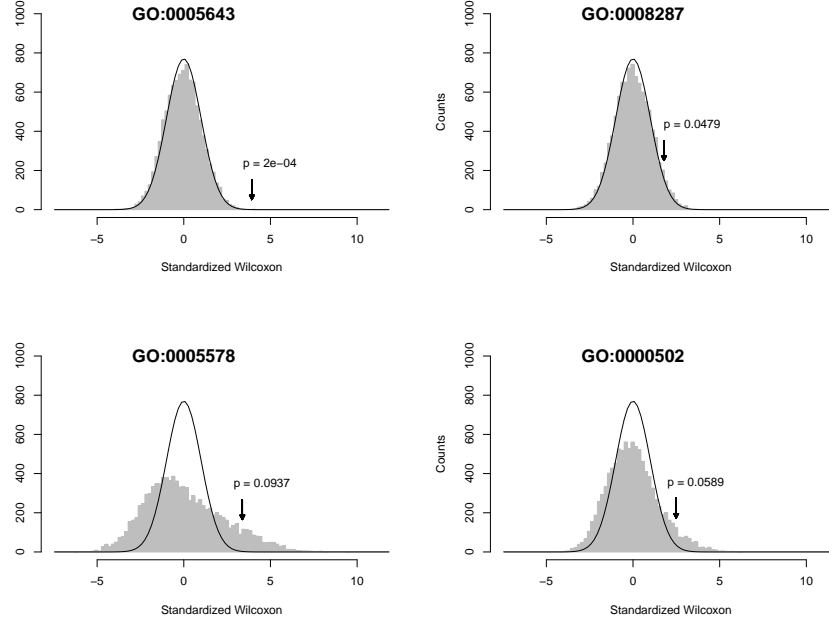 GO:0005643
1000
800
600
400
200
0
p = 2e−04
−5
0
5
10
Standardized Wilcoxon
GO:0008287
1000
800
600
400
200
0
Counts
p = 0.0479
−5
0
5
10
Standardized Wilcoxon
GO:0005578
1000
800
600
400
200
0
p = 0.0937
−5
0
5
10
Standardized Wilcoxon
GO:0000502
1000
800
600
400
200
0
Counts
p = 0.0589
−5
0
5
10
Standardized Wilcoxon